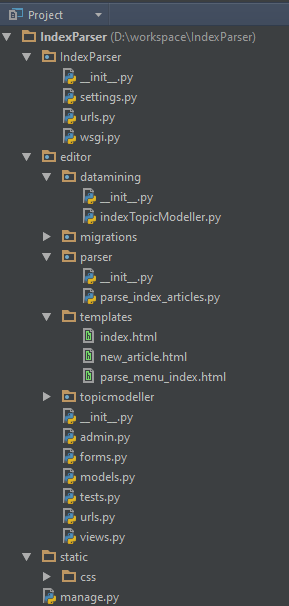 Project
IndexParser (D:\workspace\IndexParser)
IndexParser
__init__.py
settings.py
urls.py
wsgi.py
editor
datamining
__init__.py
indexTopicModeller.py
migrations
parser
__init__.py
parse_index_articles.py
templates
index.html
new_article.html
parse_menu_index.html
topicmodeller
__init__.py
admin.py
forms.py
models.py
tests.py
urls.py
views.py
static
css
manage.py